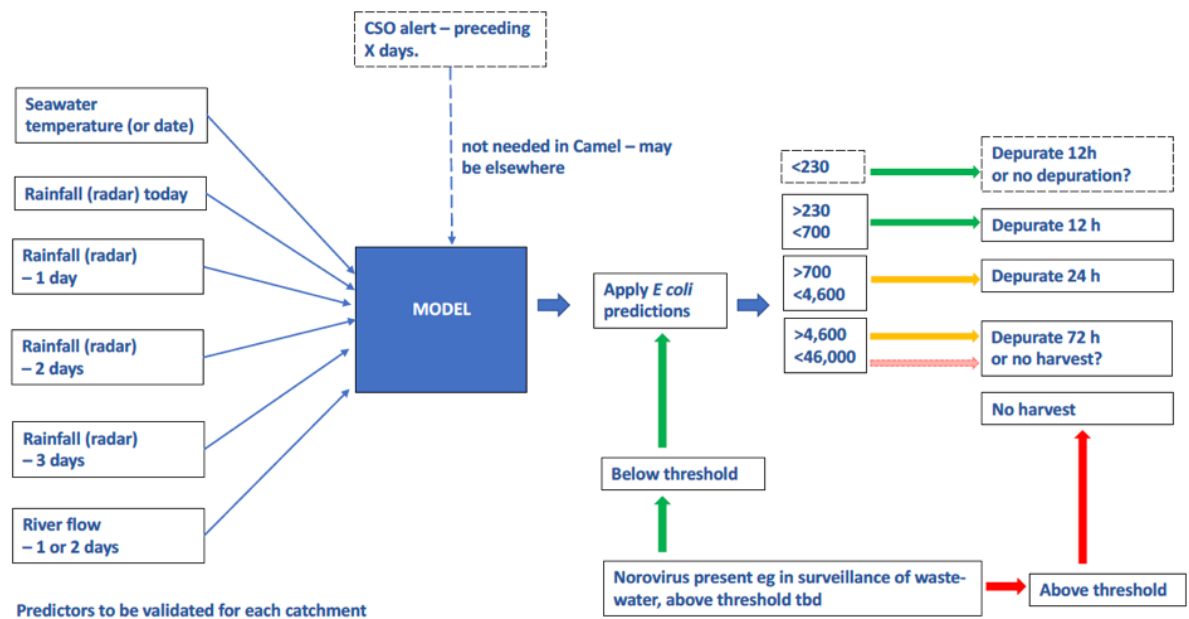 CSO alert – preceding
X days.
Seawater
temperature (or date)
not needed in Camel – may
be elsewhere
Rainfall (radar) today
Rainfall (radar)
– 1 day
Rainfall (radar)
– 2 days
Rainfall (radar)
– 3 days
River flow
– 1 or 2 days
MODEL
Apply E coli
predictions
<230
Depurate 12h
or no depuration?
>230
<700
Depurate 12 h
>700
<4,600
Depurate 24 h
>4,600
<46,000
Depurate 72 h
or no harvest?
No harvest
Below threshold
Norovirus present eg in surveillance of waste-
water, above threshold tbd
Above threshold
Predictors to be validated for each catchment